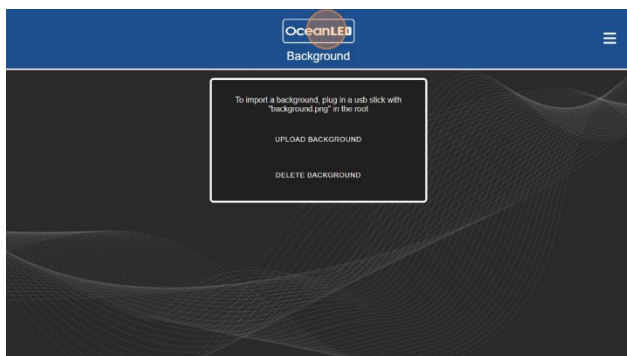 OceanLED
Background
To import a background, plug in a usb stick with
"background.png" in the root
UPLOAD BACKGROUND
DELETE BACKGROUND